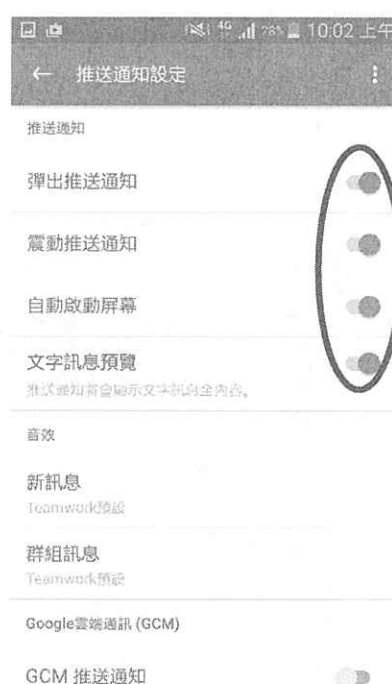 4G 28% 10:02 上午
← 推送通知設定
推送通知
彈出推送通知
震動推送通知
自動啟動屏幕
文字訊息預覽
推送通知將會顯示文字訊息全內容。
音效
新訊息
Teamwork預設
群組訊息
Teamwork預設
Google雲端通訊 (GCM)
GCM 推送通知